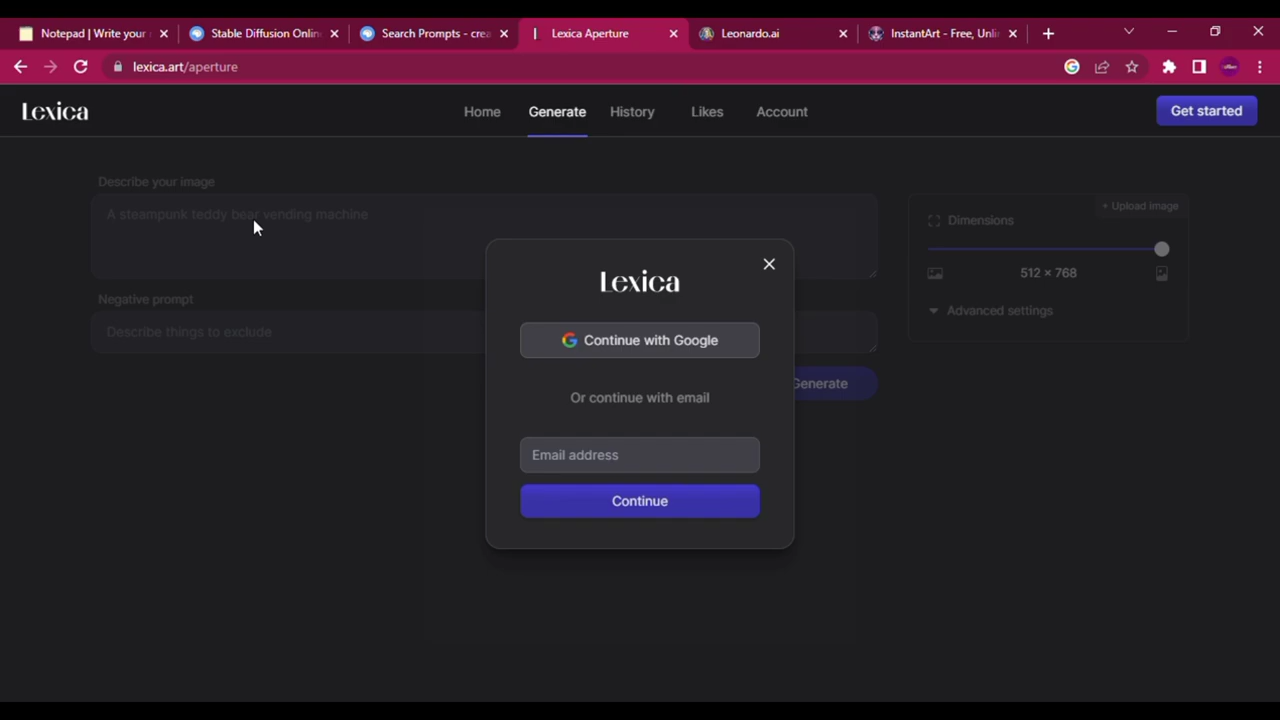 Notepad | Write your
Stable Diffusion Onlin
Search Prompts - crea
Lexica Aperture
Leonardo.ai
InstantArt - Free, Unli
lexica.art/aperture
Lexica
Home
Generate
History
Likes
Account
Get started
Describe your image
A steampunk teddy bear vending machine
+ Upload image
Dimensions
512 × 768
Advanced settings
Negative prompt
Describe things to exclude
Generate
Lexica
Continue with Google
Or continue with email
Email address
Continue